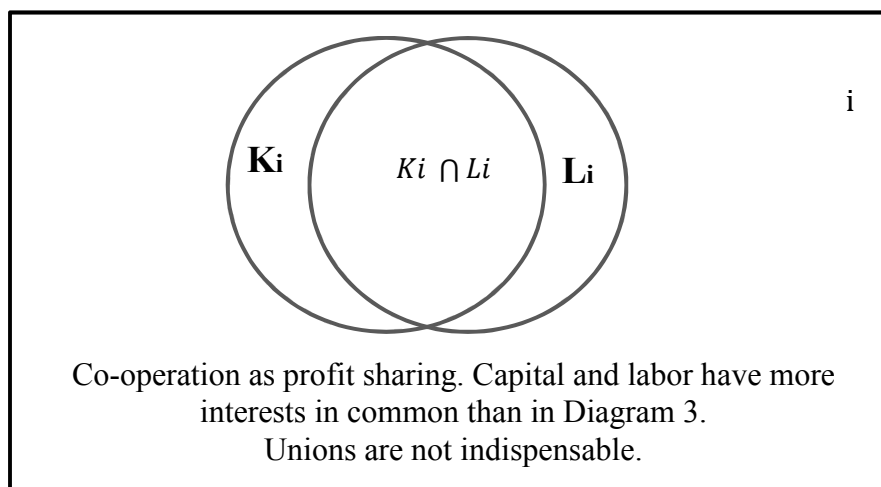 i
Ki
Ki ∩ Li
Li
Co-operation as profit sharing. Capital and labor have more
interests in common than in Diagram 3.
Unions are not indispensable.